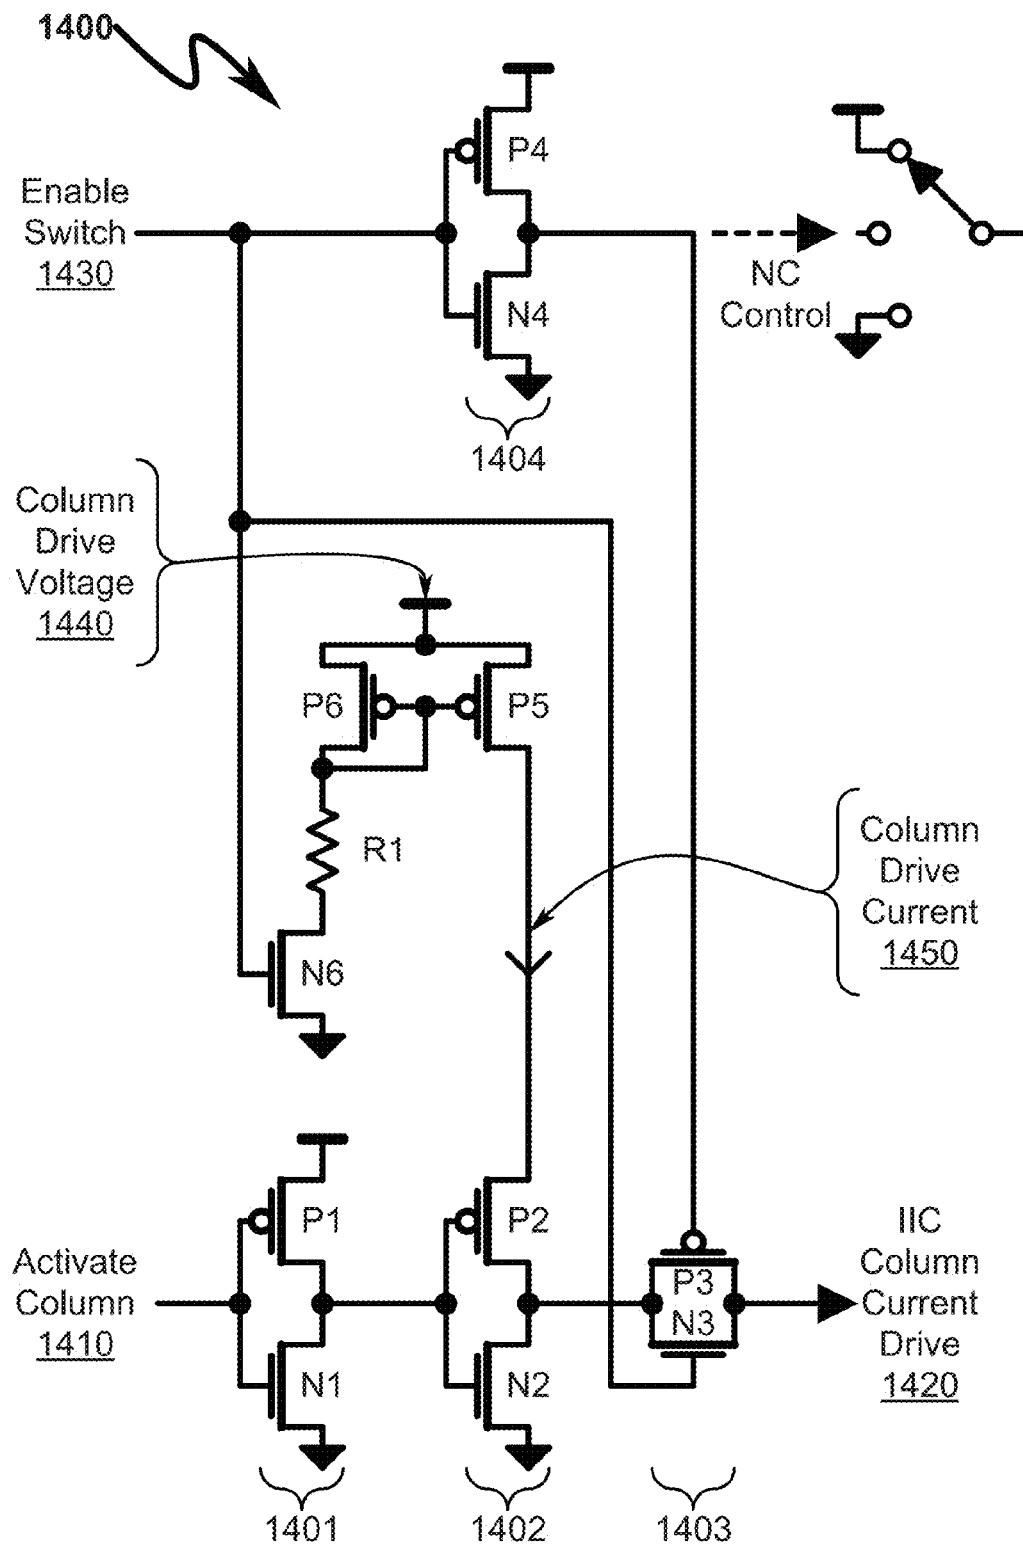 1400
P4
Enable
Switch
1430
N4
NC
Control
1404
Column
Drive
Voltage
1440
P6
P5
R1
Column
Drive
Current
1450
N6
P1
P2
IIC
Column
Current
Drive
1420
Activate
Column
1410
P3
N3
N1
N2
1401
1402
1403